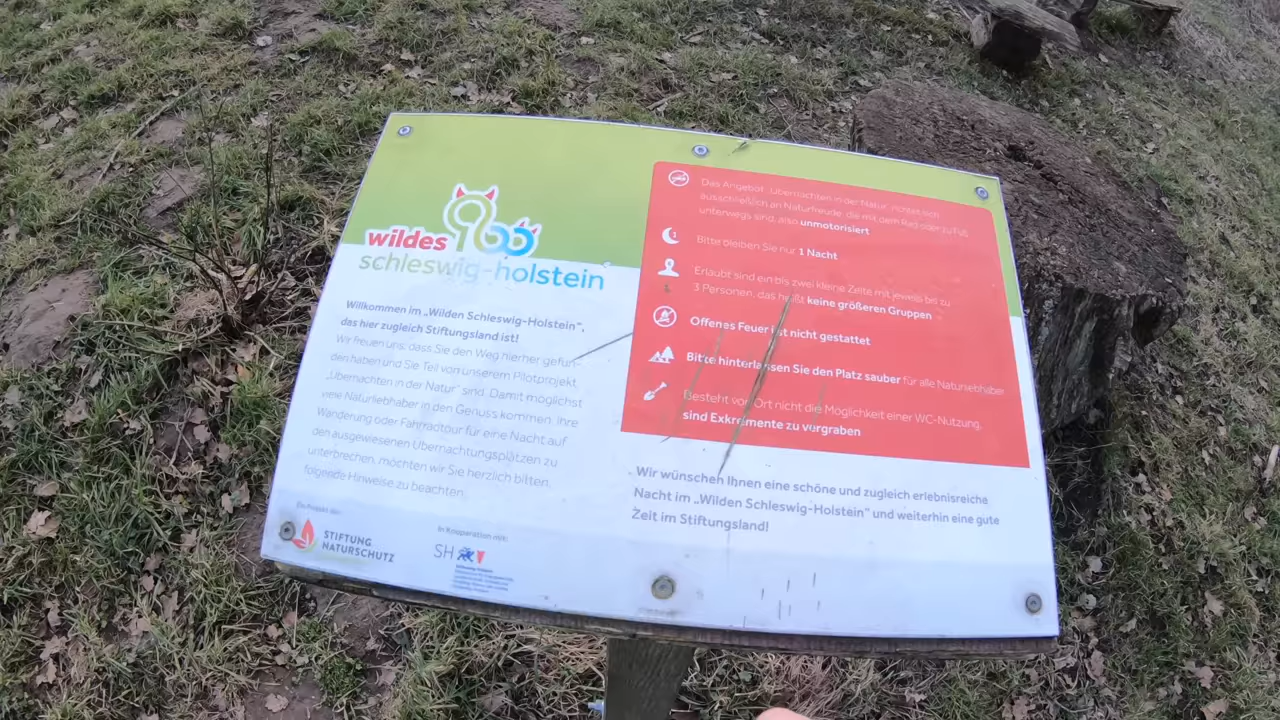 wildes
schleswig-holstein
Willkommen im „Wilden Schleswig-Holstein",
das hier zugleich Stiftungsland ist!
Wir freuen uns, dass Sie den Weg hierher gefun-
den haben und Sie Teil von unserem Pilotprojekt
„Übernachten in der Natur" sind. Damit möglichst
viele Naturliebhaber in den Genuss kommen, ihre
Wanderung oder Fahrradtour für eine Nacht auf
den ausgewiesenen Übernachtungsplätzen zu
unterbrechen, möchten wir Sie herzlich bitten,
folgende Hinweise zu beachten.
Ein Projekt der:
STIFTUNG
NATURSCHUTZ
In Kooperation mit:
SH
Schleswig-Holstein
Das Angebot „Übernachten in der Natur" richtet sich
ausschließlich an Naturfreunde, die mit dem Rad oder zu Fuß
unterwegs sind, also unmotorisiert
Bitte bleiben Sie nur 1 Nacht
Erlaubt sind ein bis zwei kleine Zelte mit jeweils bis zu
3 Personen, das heißt keine größeren Gruppen
Offenes Feuer ist nicht gestattet
Bitte hinterlassen Sie den Platz sauber für alle Naturliebhaber
Besteht vor Ort nicht die Möglichkeit einer WC-Nutzung,
sind Exkremente zu vergraben
Wir wünschen Ihnen eine schöne und zugleich erlebnisreiche
Nacht im „Wilden Schleswig-Holstein" und weiterhin eine gute
Zeit im Stiftungsland!